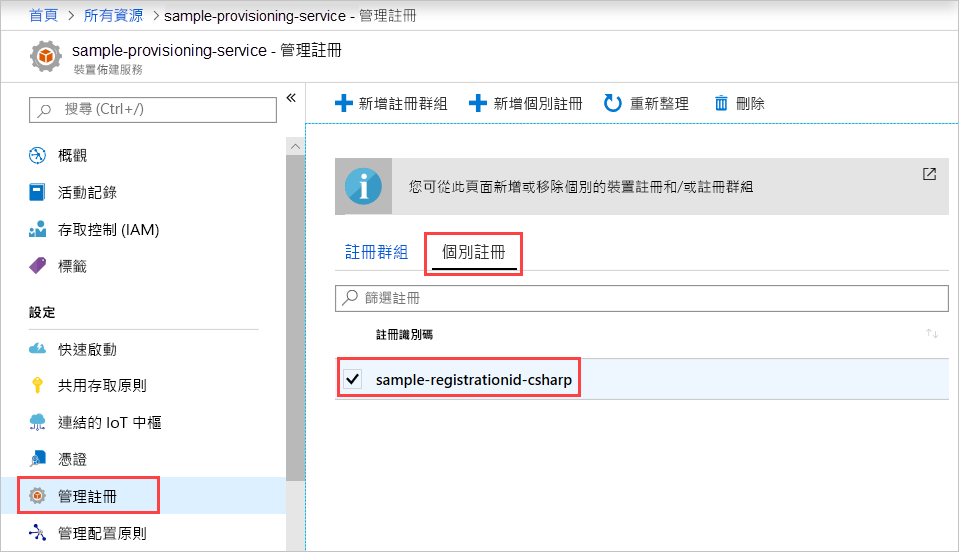 首頁 > 所有資源 > sample-provisioning-service - 管理註冊
sample-provisioning-service - 管理註冊
裝置佈建服務
搜尋 (Ctrl+/)
«
概觀
活動記錄
存取控制 (IAM)
標籤
設定
快速啟動
共用存取原則
連結的 IoT 中樞
憑證
管理註冊
管理配置原則
新增註冊群組 新增個別註冊 重新整理 刪除
您可從此頁面新增或移除個別的裝置註冊和/或註冊群組
註冊群組 個別註冊
篩選註冊
註冊識別碼
sample-registrationid-csharp